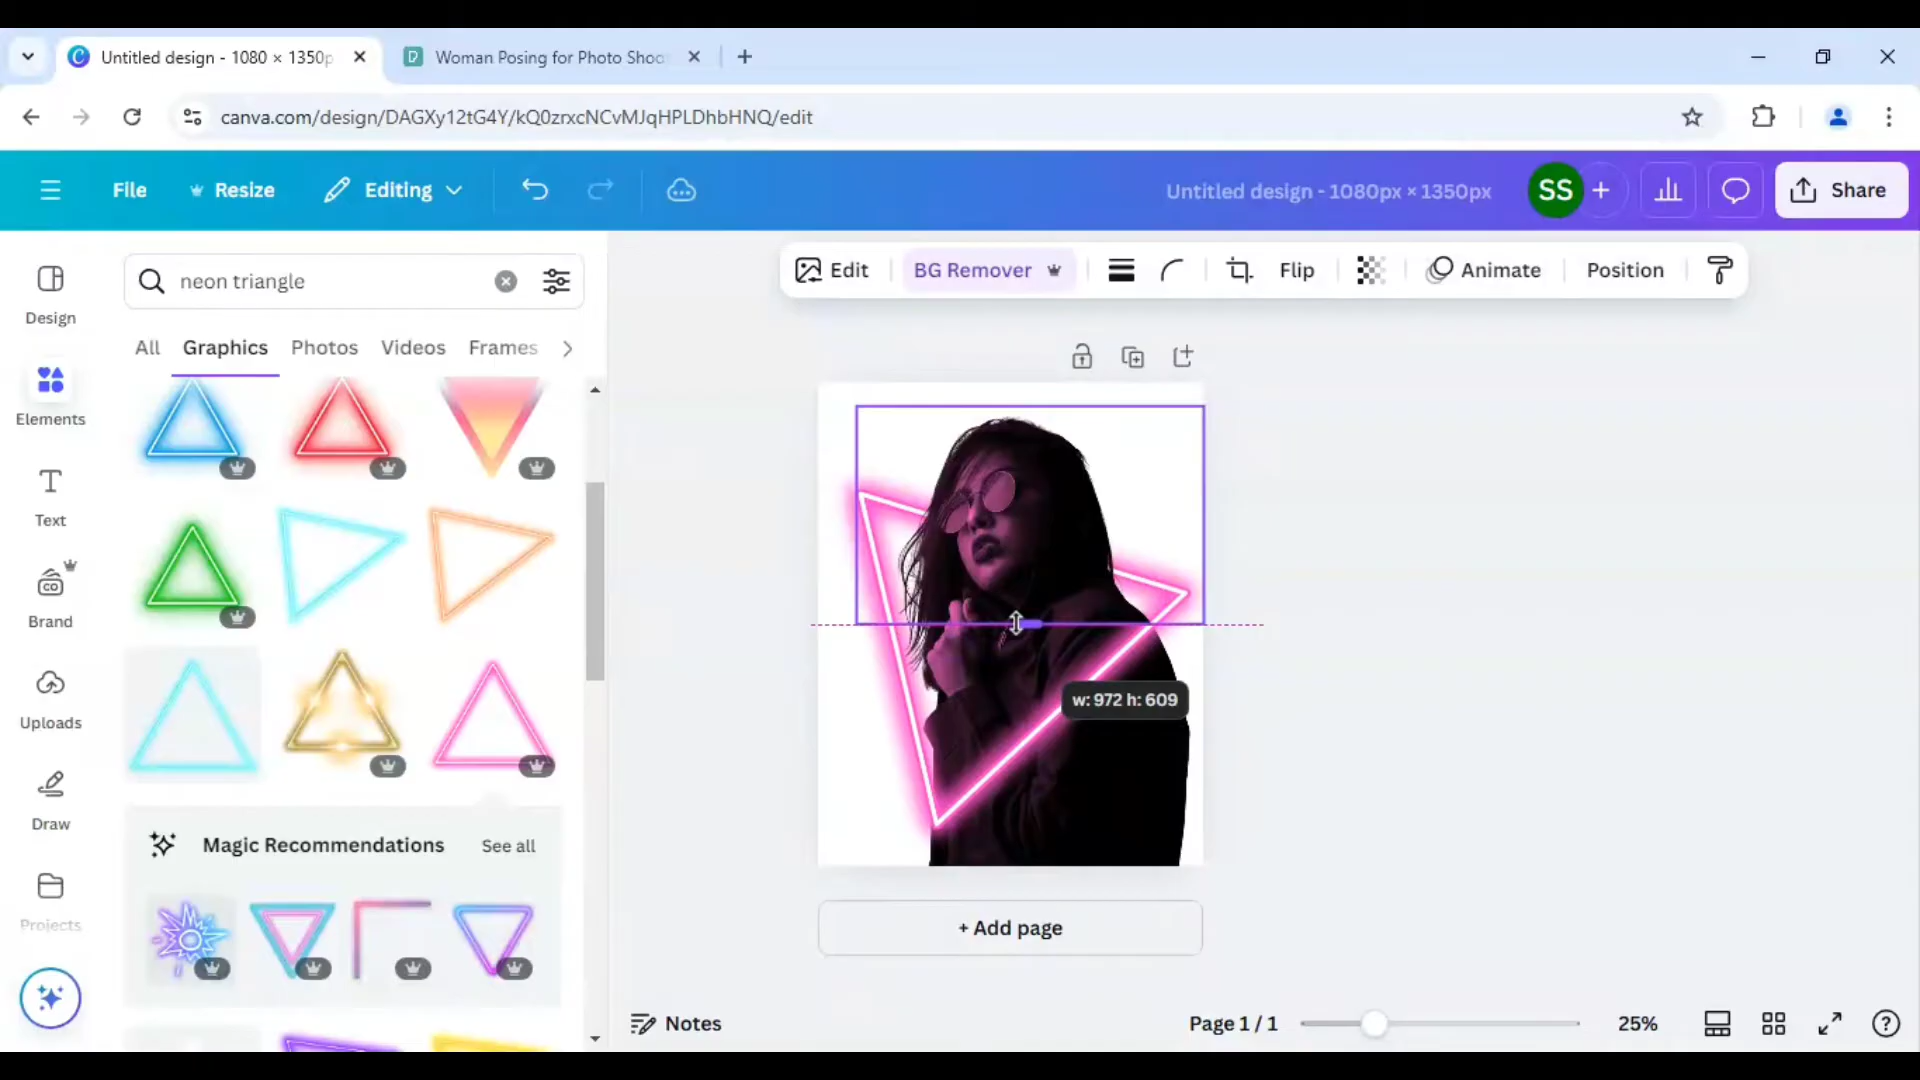 Untitled design - 1080 × 1350p
Woman Posing for Photo Shoo
canva.com/design/DAGXy12tG4Y/kQ0zrxcNCvMJqHPLDhbHNQ/edit
File
Resize
Editing
Untitled design - 1080px × 1350px
SS
Share
Design
Elements
Text
Brand
Uploads
Draw
Projects
neon triangle
All
Graphics
Photos
Videos
Frames
Magic Recommendations
See all
Edit
BG Remover
Flip
Animate
Position
w: 972 h: 609
+ Add page
Notes
Page 1 / 1
25%